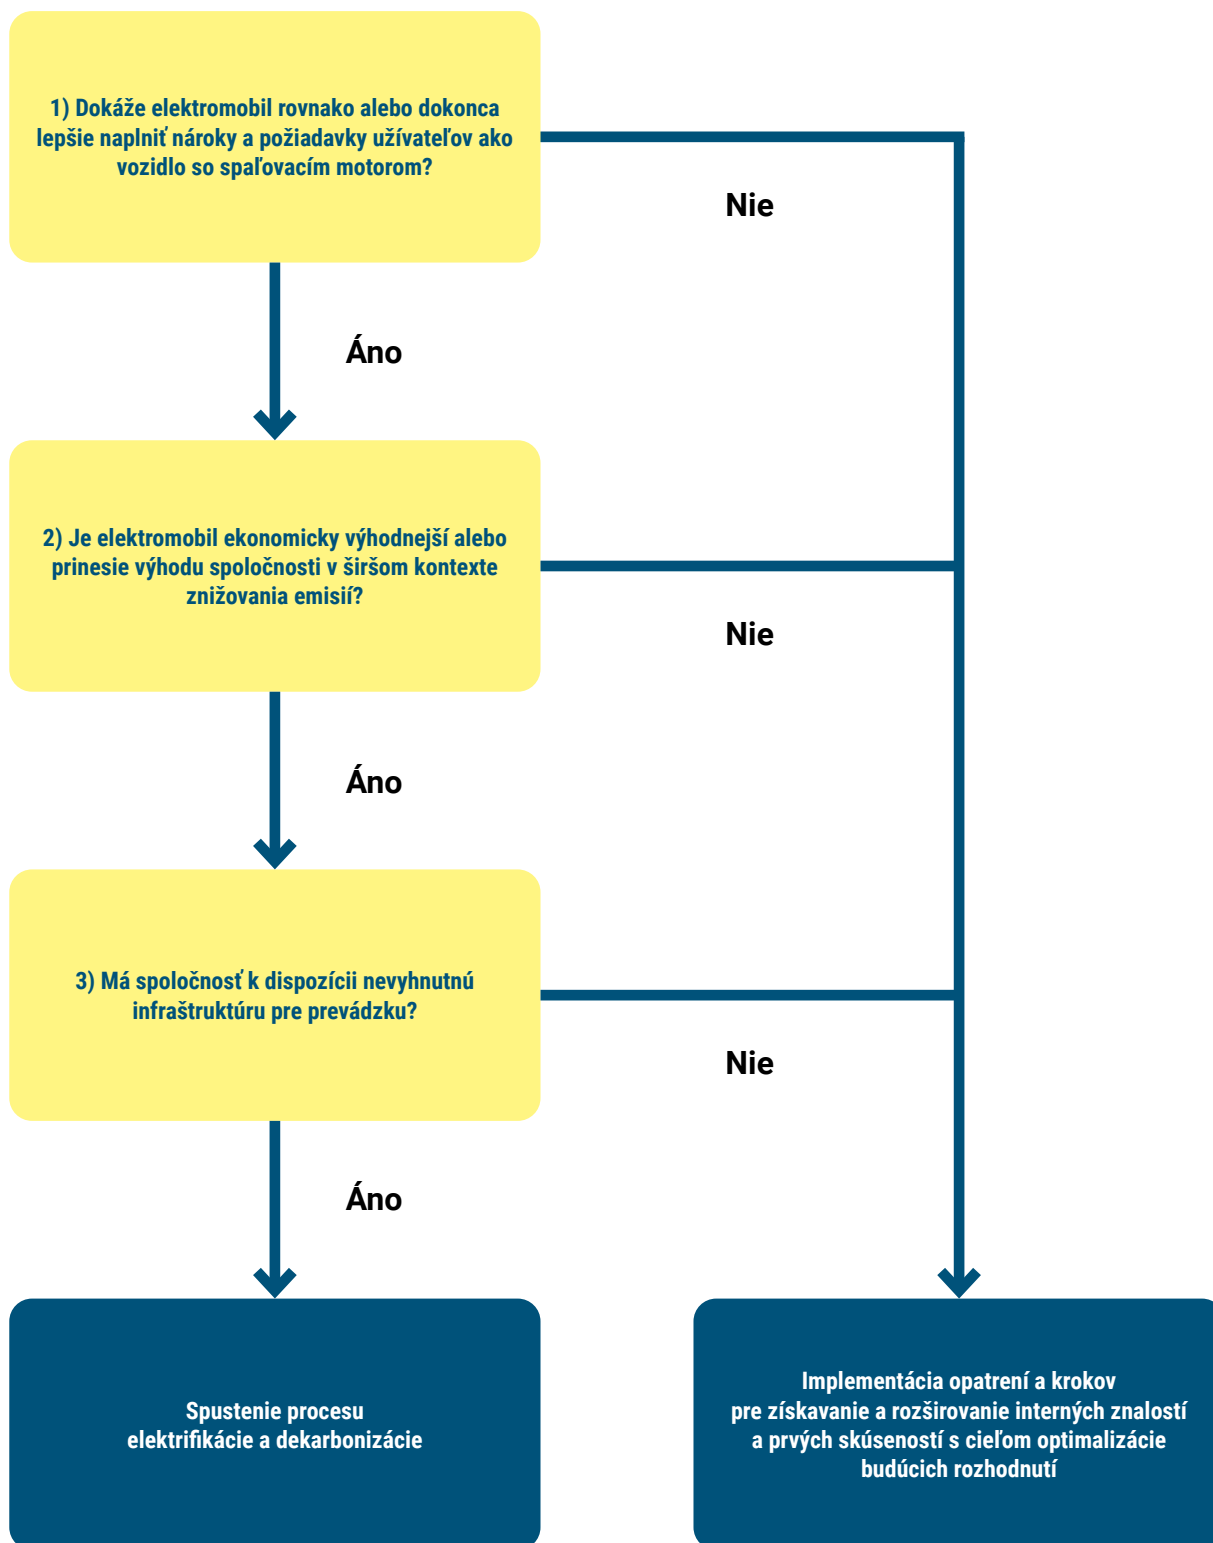 1) Dokáže elektromobil rovnako alebo dokonca
lepšie naplniť nároky a požiadavky užívateľov ako
vozidlo so spaľovacím motorom?
Nie
Áno
2) Je elektromobil ekonomicky výhodnejší alebo
prinesie výhodu spoločnosti v širšom kontexte
znižovania emisií?
Nie
Áno
3) Má spoločnosť k dispozícii nevyhnutnú
infraštruktúru pre prevádzku?
Nie
Áno
Spustenie procesu
elektrifikácie a dekarbonizácie
Implementácia opatrení a krokov
pre získavanie a rozširovanie interných znalostí
a prvých skúseností s cieľom optimalizácie
budúcich rozhodnutí